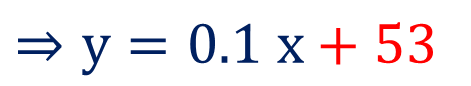 ⇒ y = 0.1 x + 53